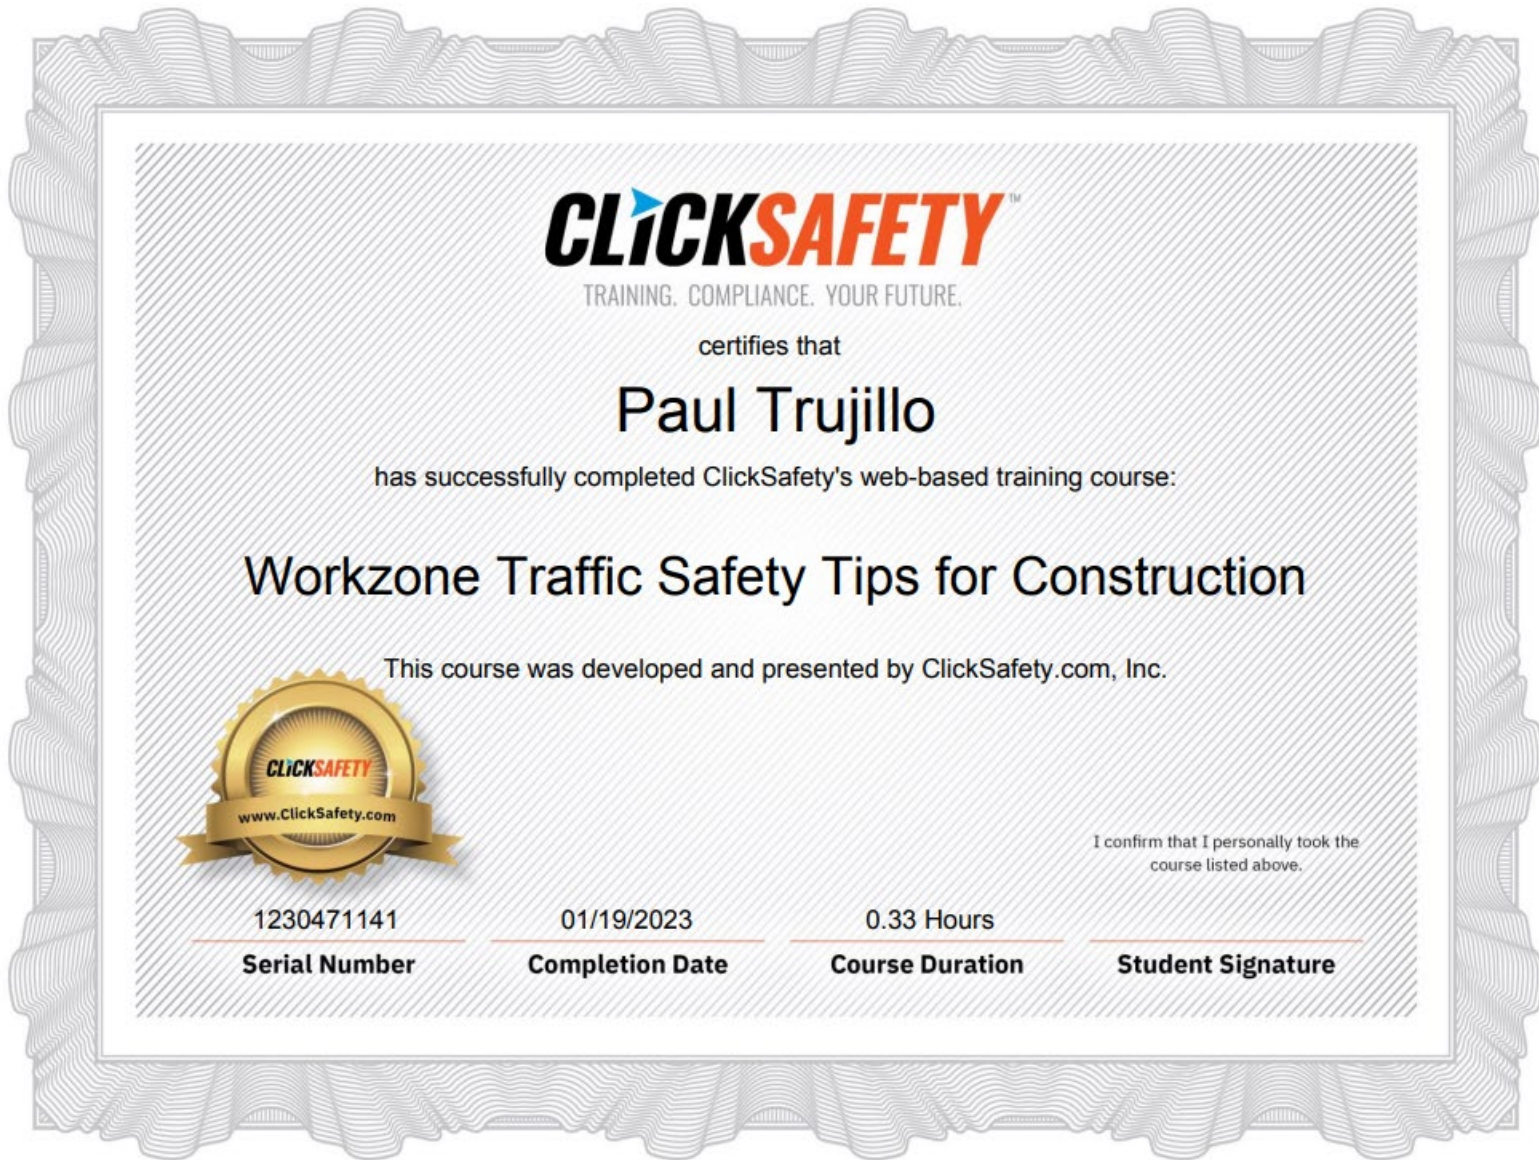 CLiCKSAFETY™
TRAINING. COMPLIANCE. YOUR FUTURE.
certifies that
Paul Trujillo
has successfully completed ClickSafety's web-based training course:
Workzone Traffic Safety Tips for Construction
This course was developed and presented by ClickSafety.com, Inc.
CLiCKSAFETY
www.ClickSafety.com
I confirm that I personally took the
course listed above.
1230471141 01/19/2023 0.33 Hours
Serial Number Completion Date Course Duration Student Signature